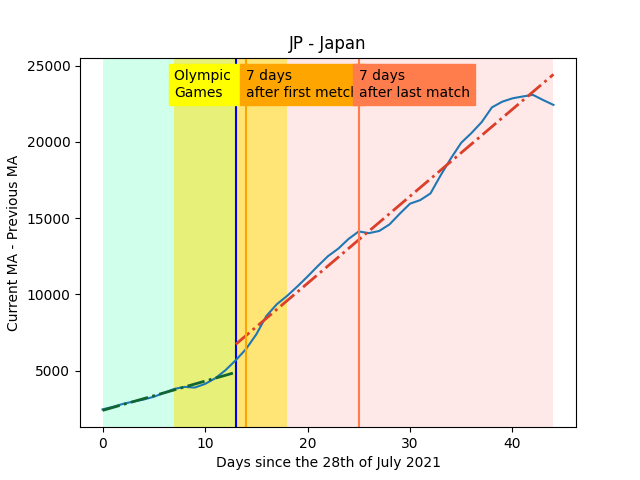 JP - Japan
Olympic
Games
7 days
after first metch
7 days
after last match
25000
20000
15000
10000
5000
Current MA - Previous MA
0
10
20
30
40
Days since the 28th of July 2021